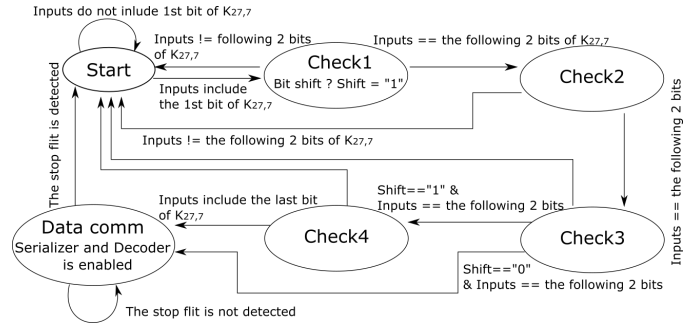 Inputs do not inlude 1st bit of K27,7
Inputs != following 2 bits
of K27,7
Inputs == the following 2 bits of K27,7
Start
Check1
Bit shift ? Shift = "1"
Check2
Inputs include
the 1st bit of K27,7
The stop flit is detected
Inputs != the following 2 bits of K27,7
Inputs == the following 2 bits
Shift=="1" &
Inputs == the following 2 bits
Inputs include the last bit
of K27,7
Data comm
Serializer and Decoder
is enabled
Check4
Check3
Shift=="0"
& Inputs == the following 2 bits
The stop flit is not detected